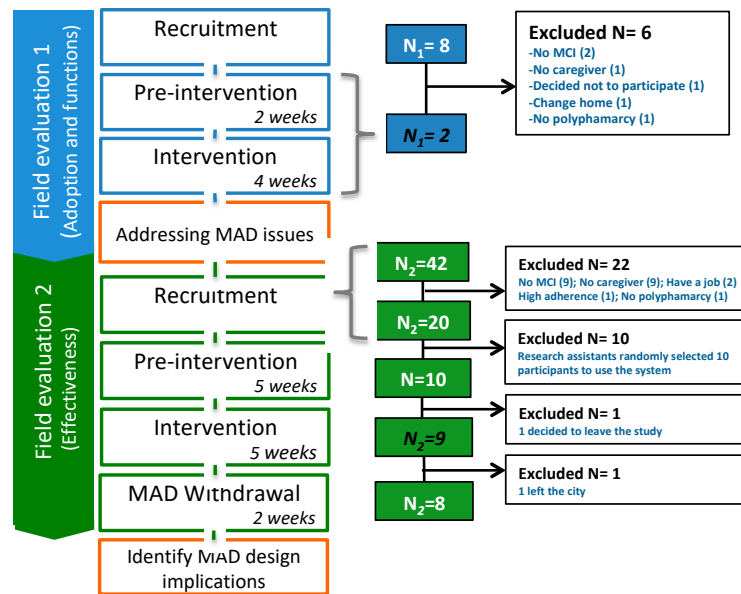 Field evaluation 1
(Adoption and functions)
Recruitment
Pre-intervention
2 weeks
Intervention
4 weeks
Addressing MAD issues
N1= 8
N1= 2
Excluded N= 6
-No MCI (2)
-No caregiver (1)
-Decided not to participate (1)
-Change home (1)
-No polyphamarcy (1)
Field evaluation 2
(Effectiveness)
Recruitment
Pre-intervention
5 weeks
Intervention
5 weeks
MAD Withdrawal
2 weeks
Identify MAD design
implications
N2=42
N2=20
N=10
N2=9
N2=8
Excluded N= 22
No MCI (9); No caregiver (9); Have a job (2)
High adherence (1); No polyphamarcy (1)
Excluded N= 10
Research assistants randomly selected 10
participants to use the system
Excluded N= 1
1 decided to leave the study
Excluded N= 1
1 left the city